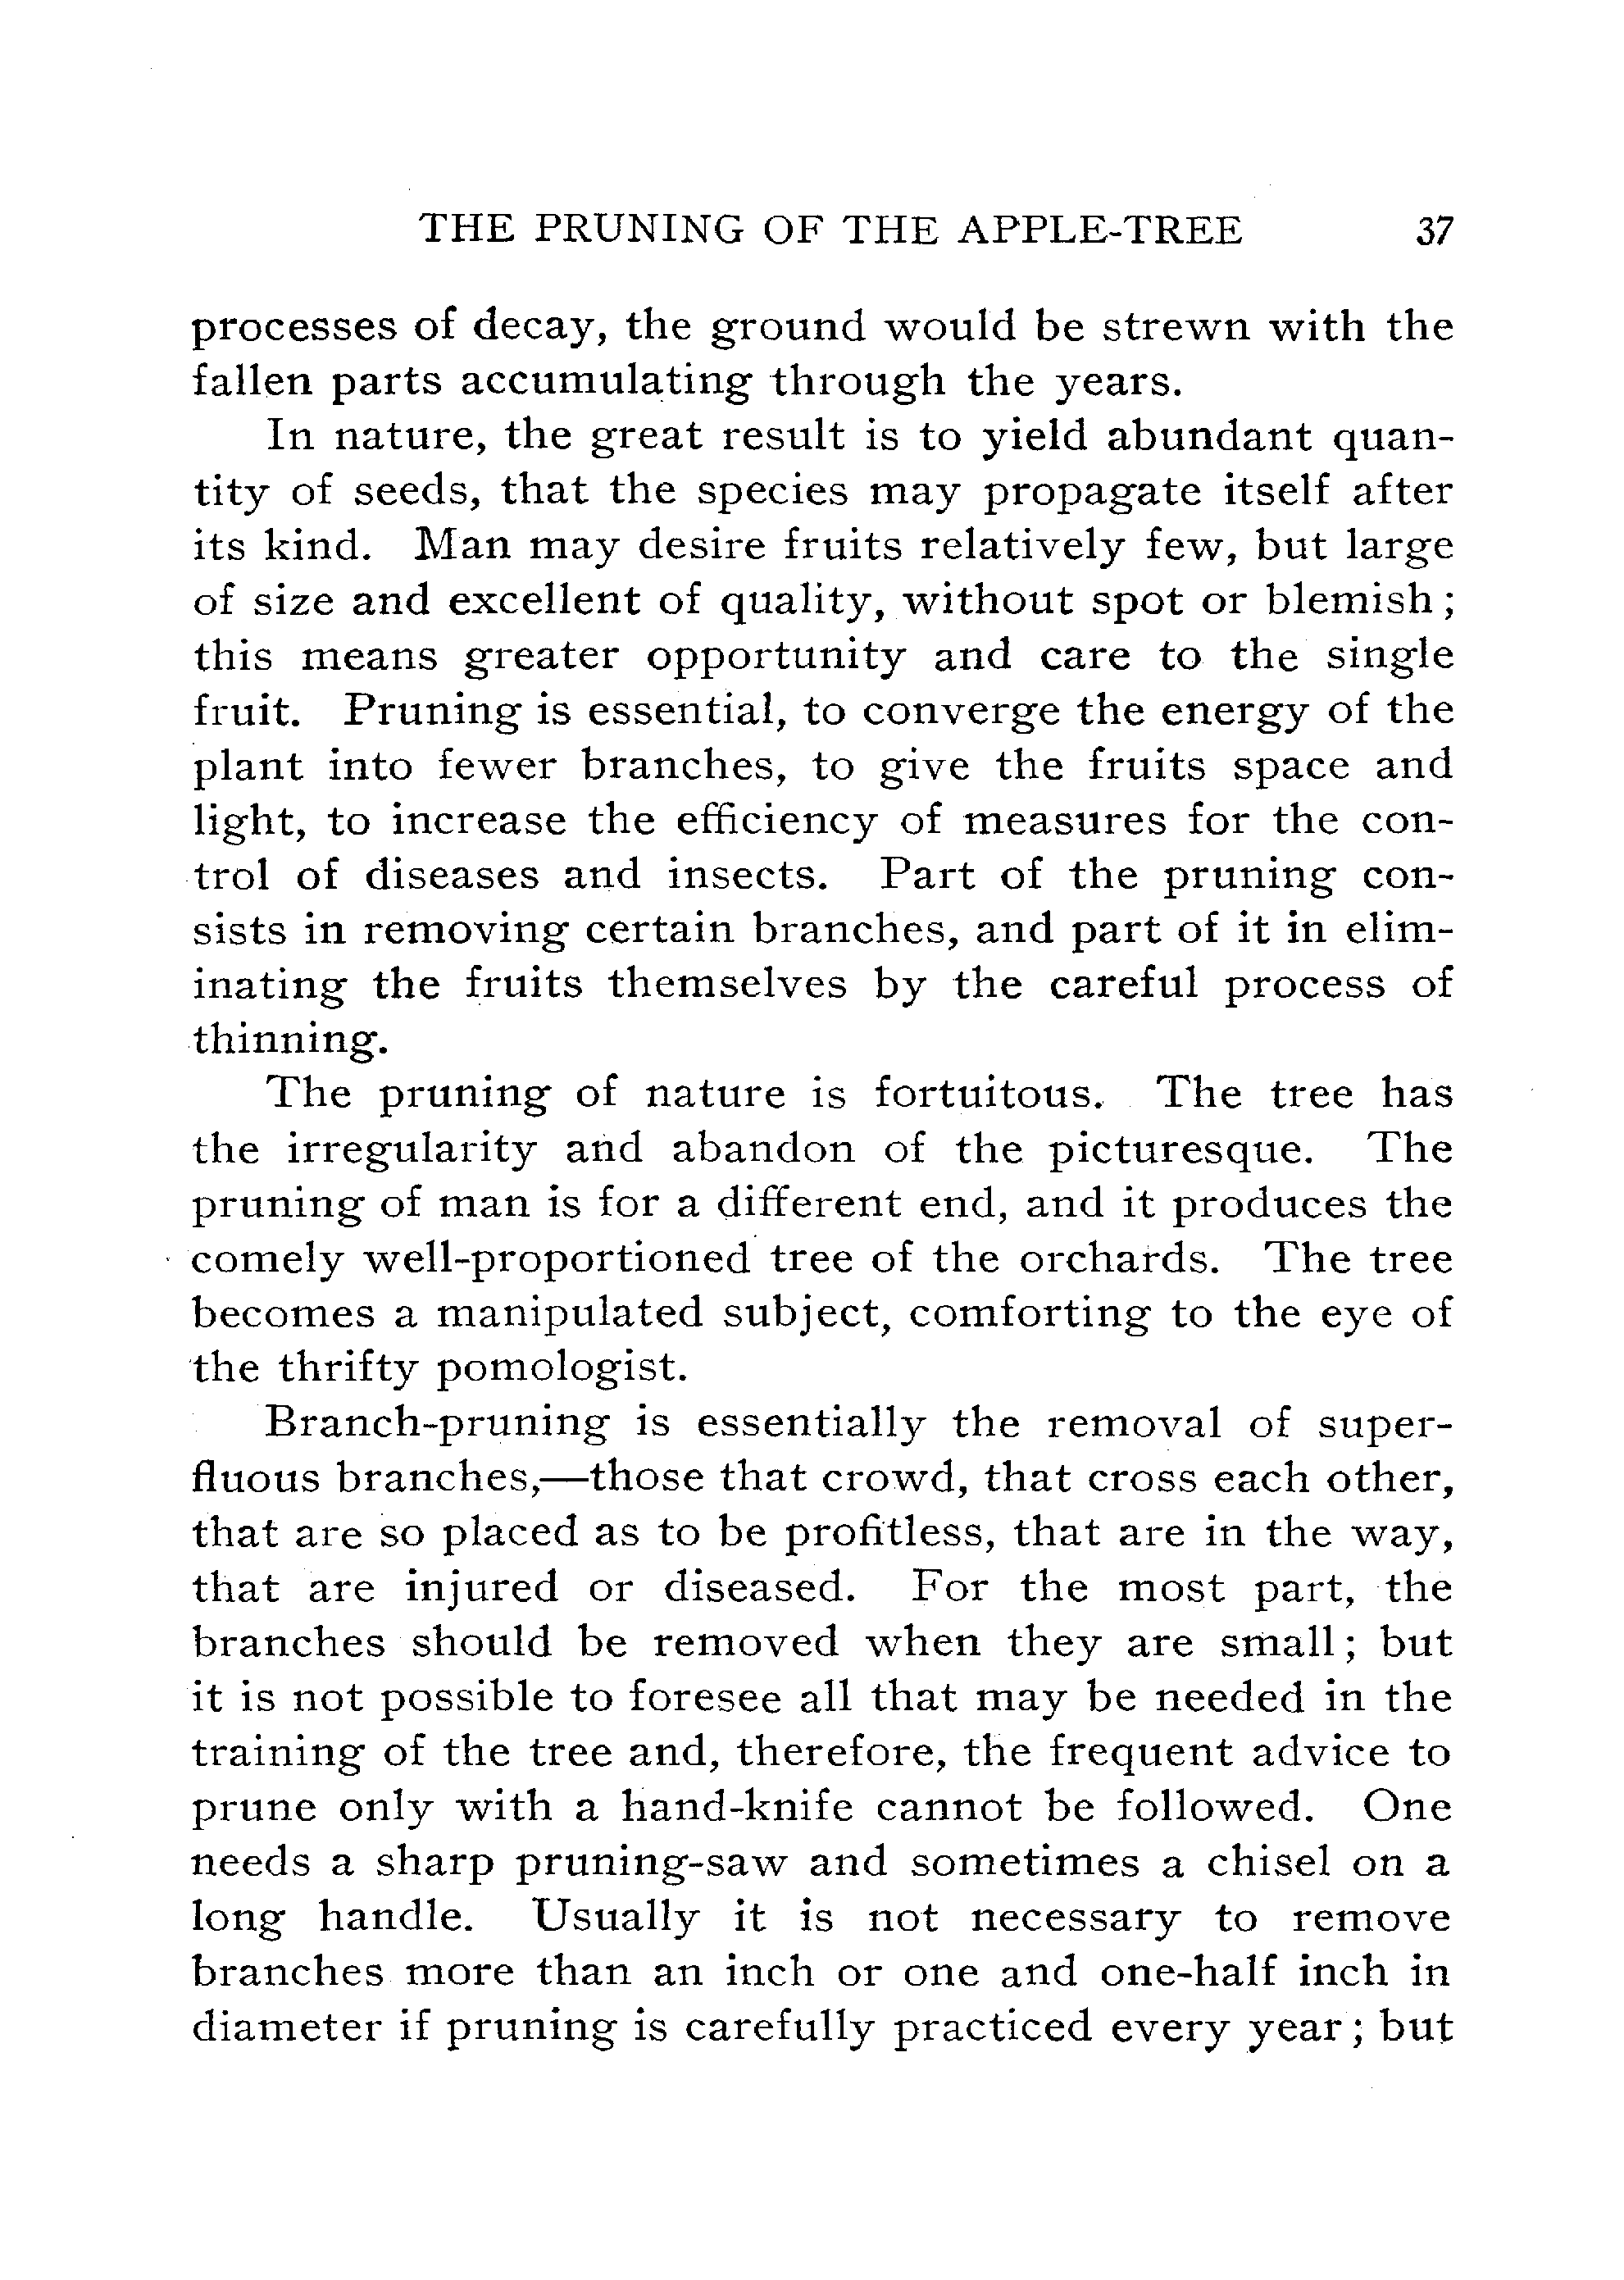 THE PRUNING OF THE APPLE-TREE 37
processes of decay, the ground would be strewn with the
fallen parts accumulating through the years.
In nature, the great result is to yield abundant quan-
tity of seeds, that the species may propagate itself after
its kind. Man may desire fruits relatively few, but large
of size and excellent of quality, without spot or blemish;
this means greater opportunity and care to the single
fruit. Pruning is essential, to converge the energy of the
plant into fewer branches, to give the fruits space and
light, to increase the efficiency of measures for the con-
trol of diseases and insects. Part of the pruning con-
sists in removing certain branches, and part of it in elim-
inating the fruits themselves by the careful process of
thinning.
The pruning of nature is fortuitous. The tree has
the irregularity and abandon of the picturesque. The
pruning of man is for a different end, and it produces the
comely well-proportioned tree of the orchards. The tree
becomes a manipulated subject, comforting to the eye of
the thrifty pomologist.
Branch-pruning is essentially the removal of super-
fluous branches,—those that crowd, that cross each other,
that are so placed as to be profitless, that are in the way,
that are injured or diseased. For the most part, the
branches should be removed when they are small; but
it is not possible to foresee all that may be needed in the
training of the tree and, therefore, the frequent advice to
prune only with a hand-knife cannot be followed. One
needs a sharp pruning-saw and sometimes a chisel on a
long handle. Usually it is not necessary to remove
branches more than an inch or one and one-half inch in
diameter if pruning is carefully practiced every year; but